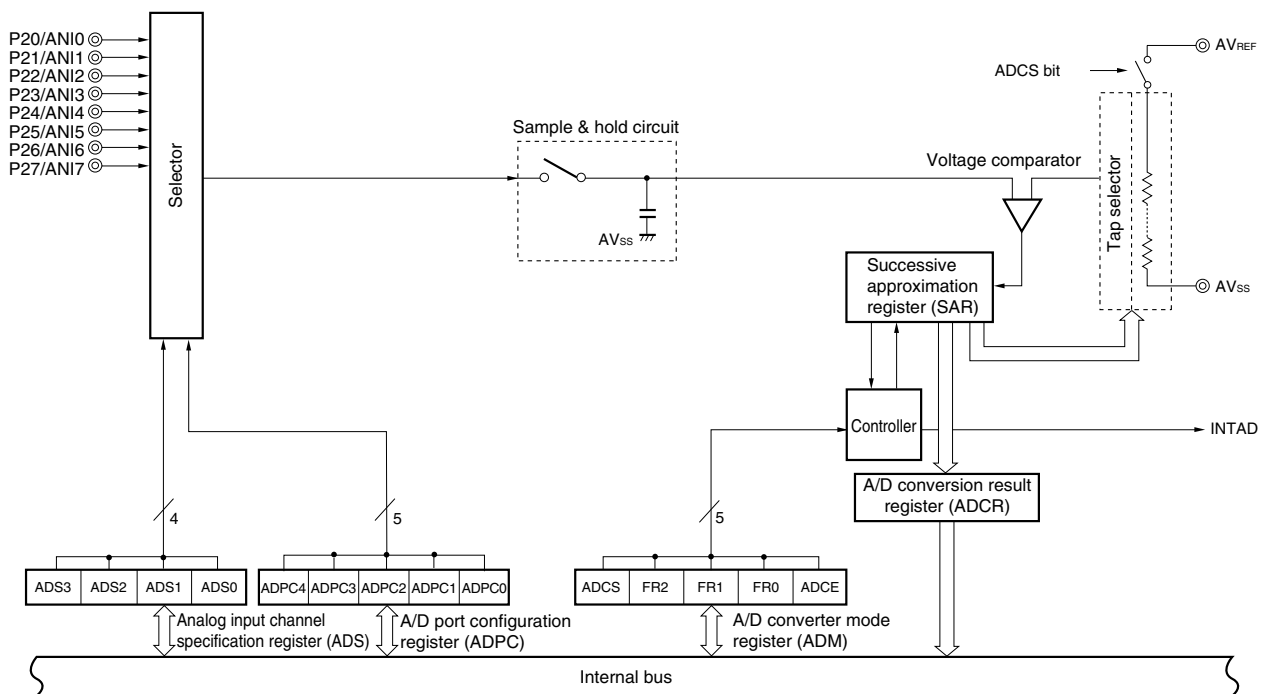 P20/ANI0
P21/ANI1
P22/ANI2
P23/ANI3
P24/ANI4
P25/ANI5
P26/ANI6
P27/ANI7
Selector
Sample & hold circuit
AVSS
Voltage comparator
ADCS bit
AVREF
Tap selector
AVSS
Successive
approximation
register (SAR)
Controller
INTAD
A/D conversion result
register (ADCR)
4
5
5
ADS3 ADS2 ADS1 ADS0
ADPC4 ADPC3 ADPC2 ADPC1 ADPC0
ADCS FR2 FR1 FR0 ADCE
Analog input channel
specification register (ADS)
A/D port configuration
register (ADPC)
A/D converter mode
register (ADM)
Internal bus